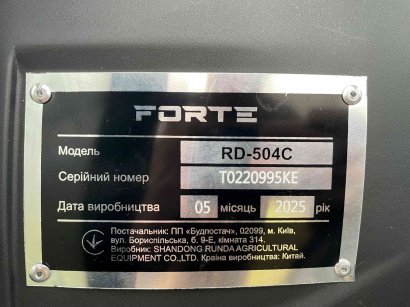 FORTE
Модель RD-504C
Серійний номер T0220995KE
Дата виробництва 05 місяць 2025 рік
Постачальник: ПП «Будпостач», 02099, м. Київ,
вул. Бориспільська, б. 9-Е, кімната 314.
Виробник: SHANDONG RUNDA AGRICULTURAL
EQUIPMENT CO.,LTD. Країна виробництва: Китай.